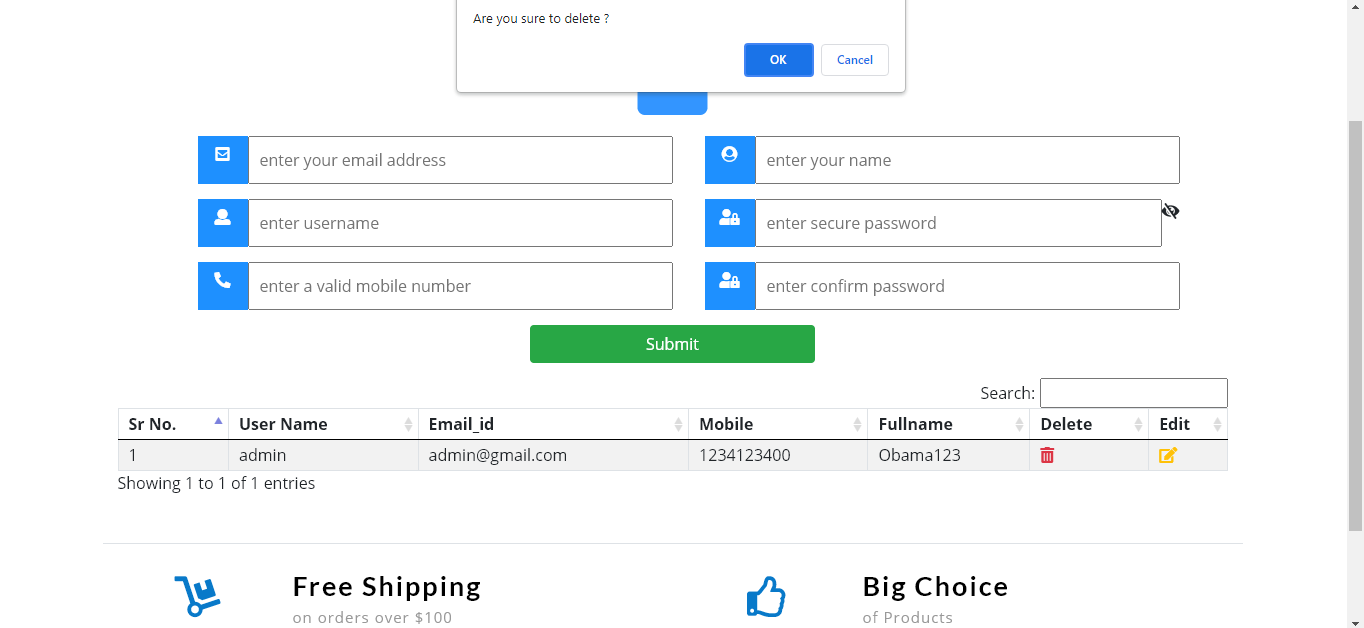 Are you sure to delete ?
OK Cancel
enter your email address
enter your name
enter username
enter secure password
enter a valid mobile number
enter confirm password
Submit
Search:
Sr No. User Name Email_id Mobile Fullname Delete Edit
1 admin admin@gmail.com 1234123400 Obama123
Showing 1 to 1 of 1 entries
Free Shipping
on orders over $100
Big Choice
of Products